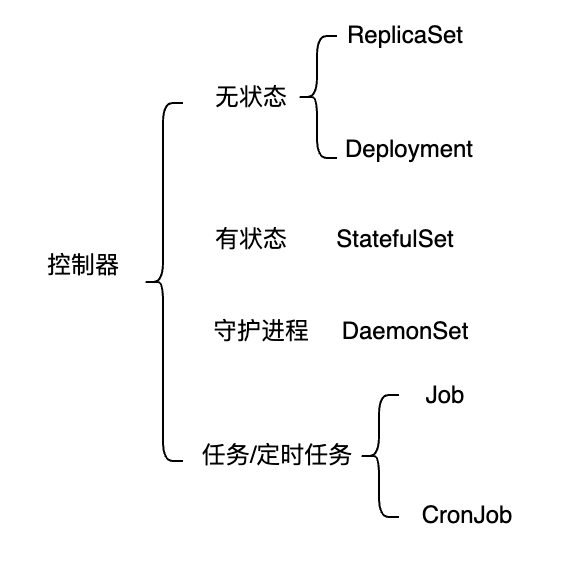 ReplicaSet
无状态
Deployment
有状态 StatefulSet
控制器
守护进程 DaemonSet
Job
任务/定时任务
CronJob